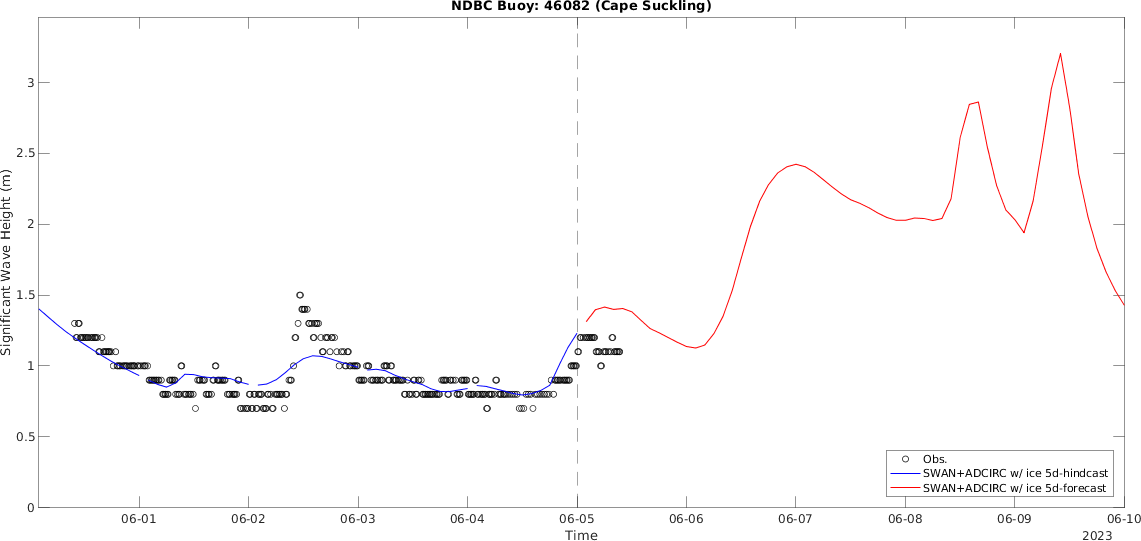 NDBC Buoy: 46082 (Cape Suckling)
Significant Wave Height (m)
3
2.5
2
1.5
1
0.5
0
Obs.
SWAN+ADCIRC w/ ice 5d-hindcast
SWAN+ADCIRC w/ ice 5d-forecast
06-01 06-02 06-03 06-04 06-05 06-06 06-07 06-08 06-09 06-10
Time
2023